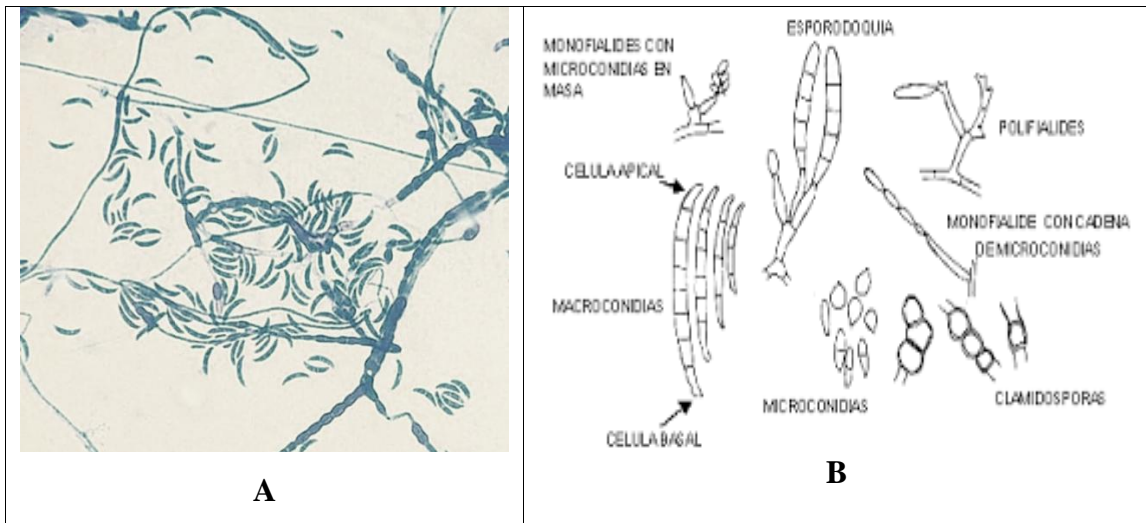 ESPORODOQUIA
MONOFIALIDES CON
MICROCONIDIAS EN
MASA
POLIFIALIDES
CELULA APICAL
MONOFIALIDE CON CADENA
DE MICROCONIDIAS
MACROCONIDIAS
MICROCONIDIAS
CLAMIDOSPORAS
CELULA BASAL
A
B